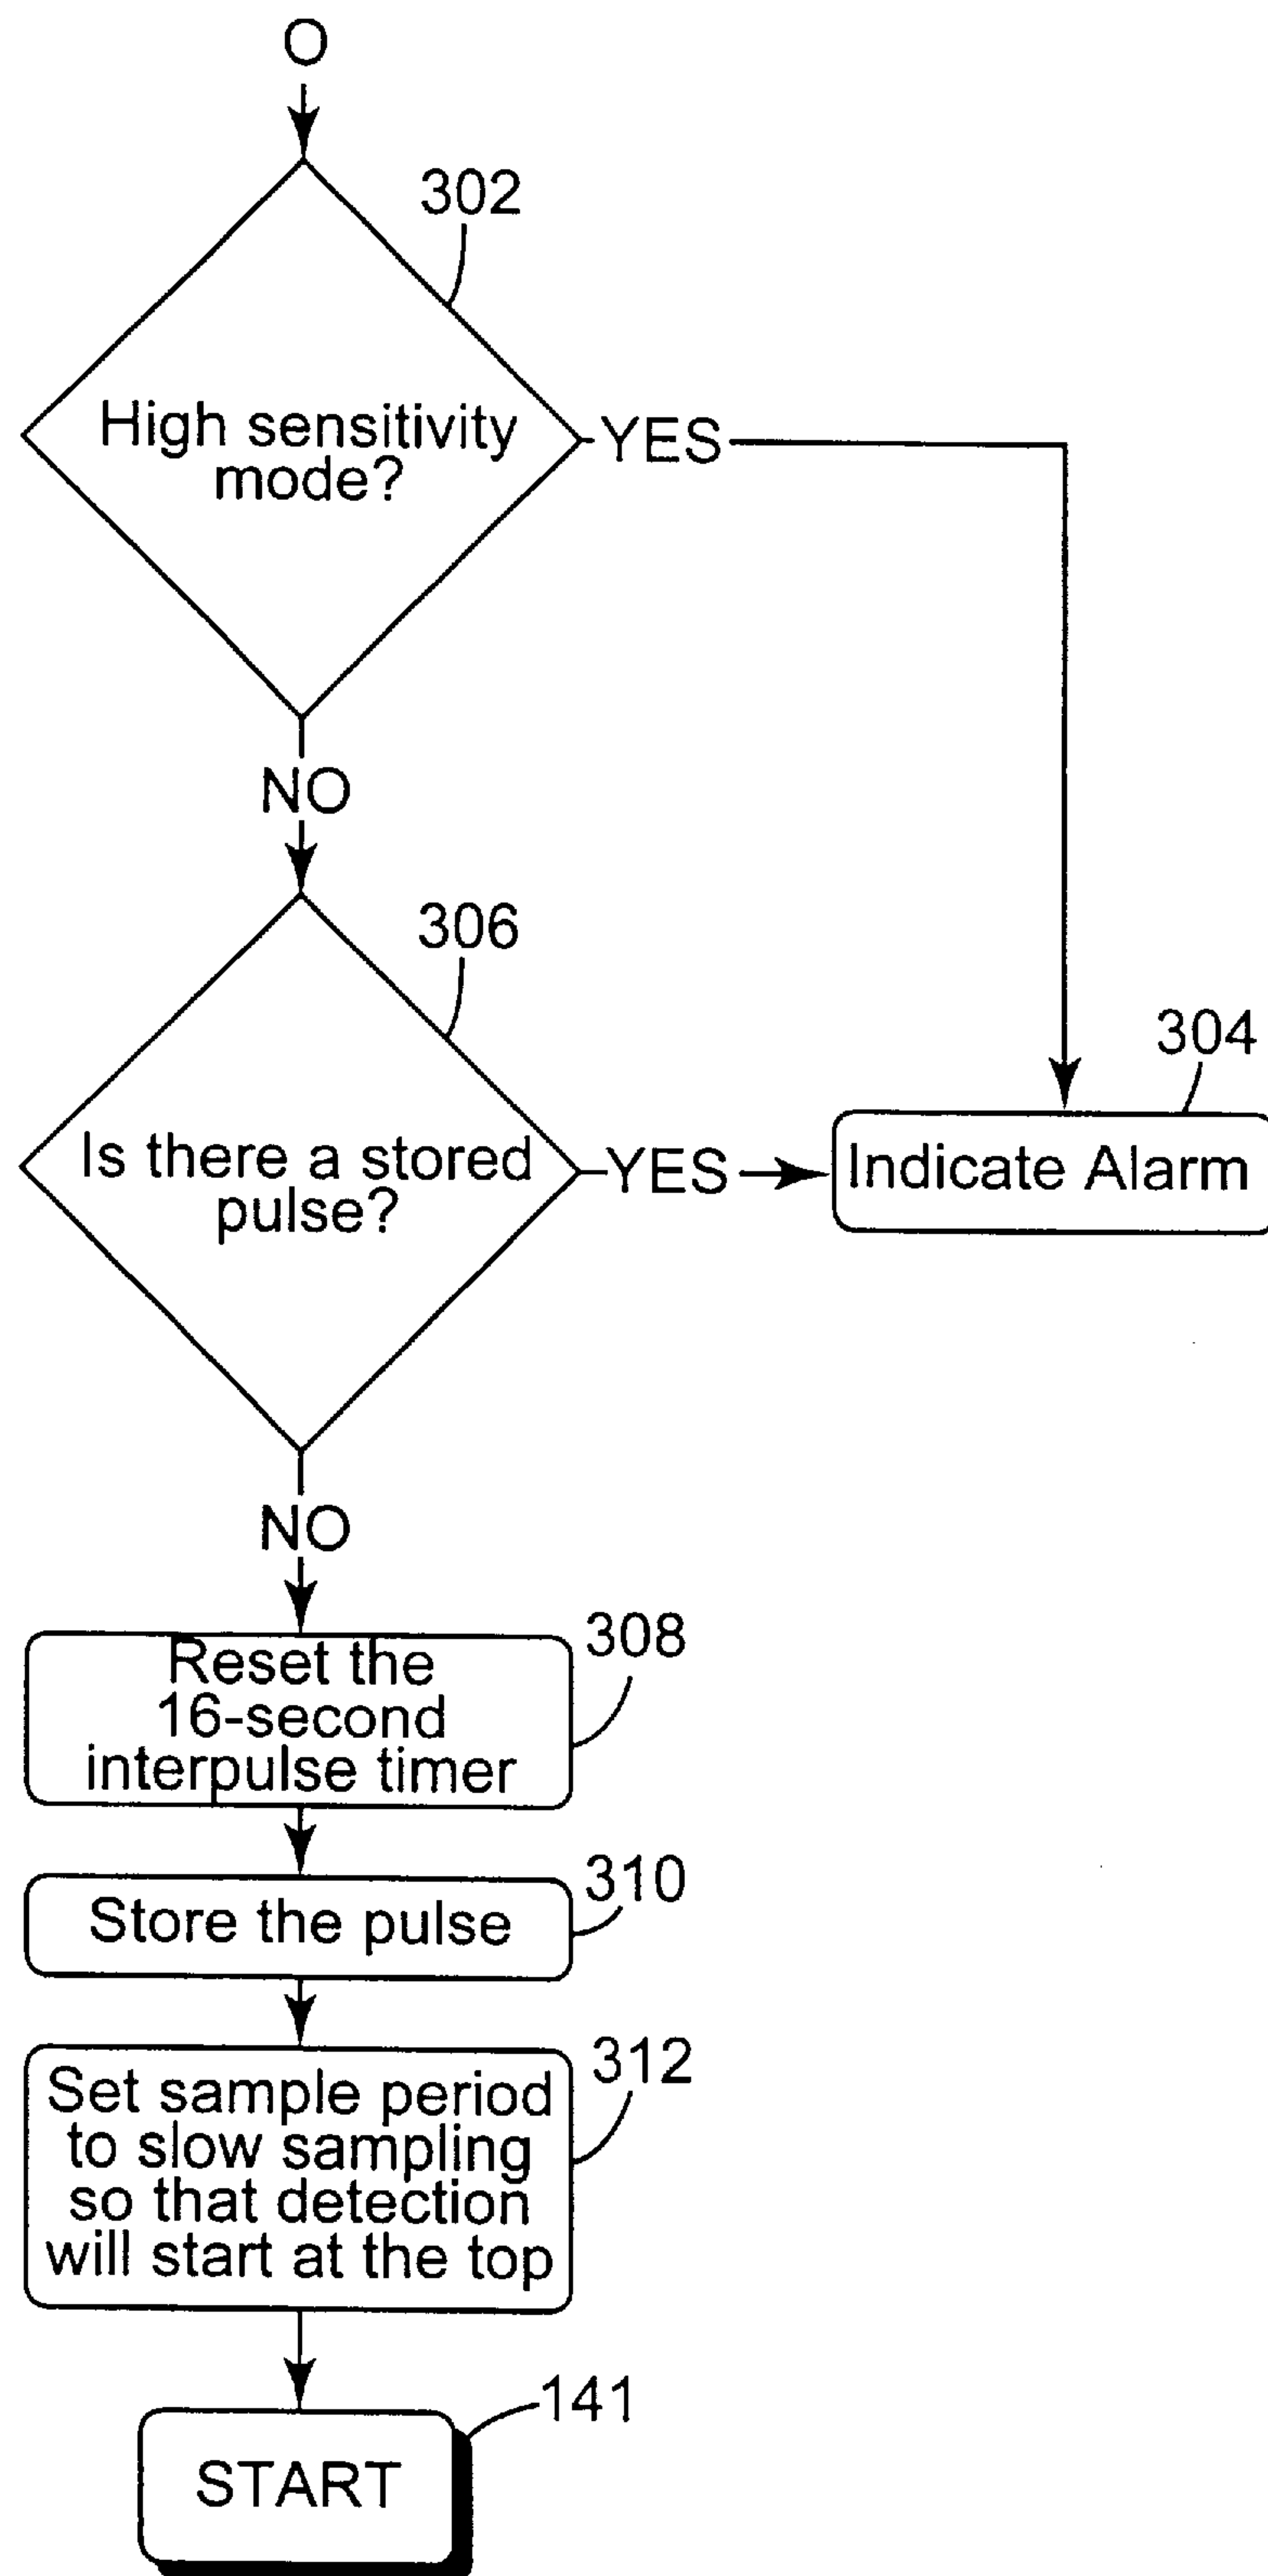 O
302
High sensitivity
mode?
YES
NO
306
Is there a stored
pulse?
YES
304
Indicate Alarm
NO
308
Reset the
16-second
interpulse timer
310
Store the pulse
312
Set sample period
to slow sampling
so that detection
will start at the top
141
START